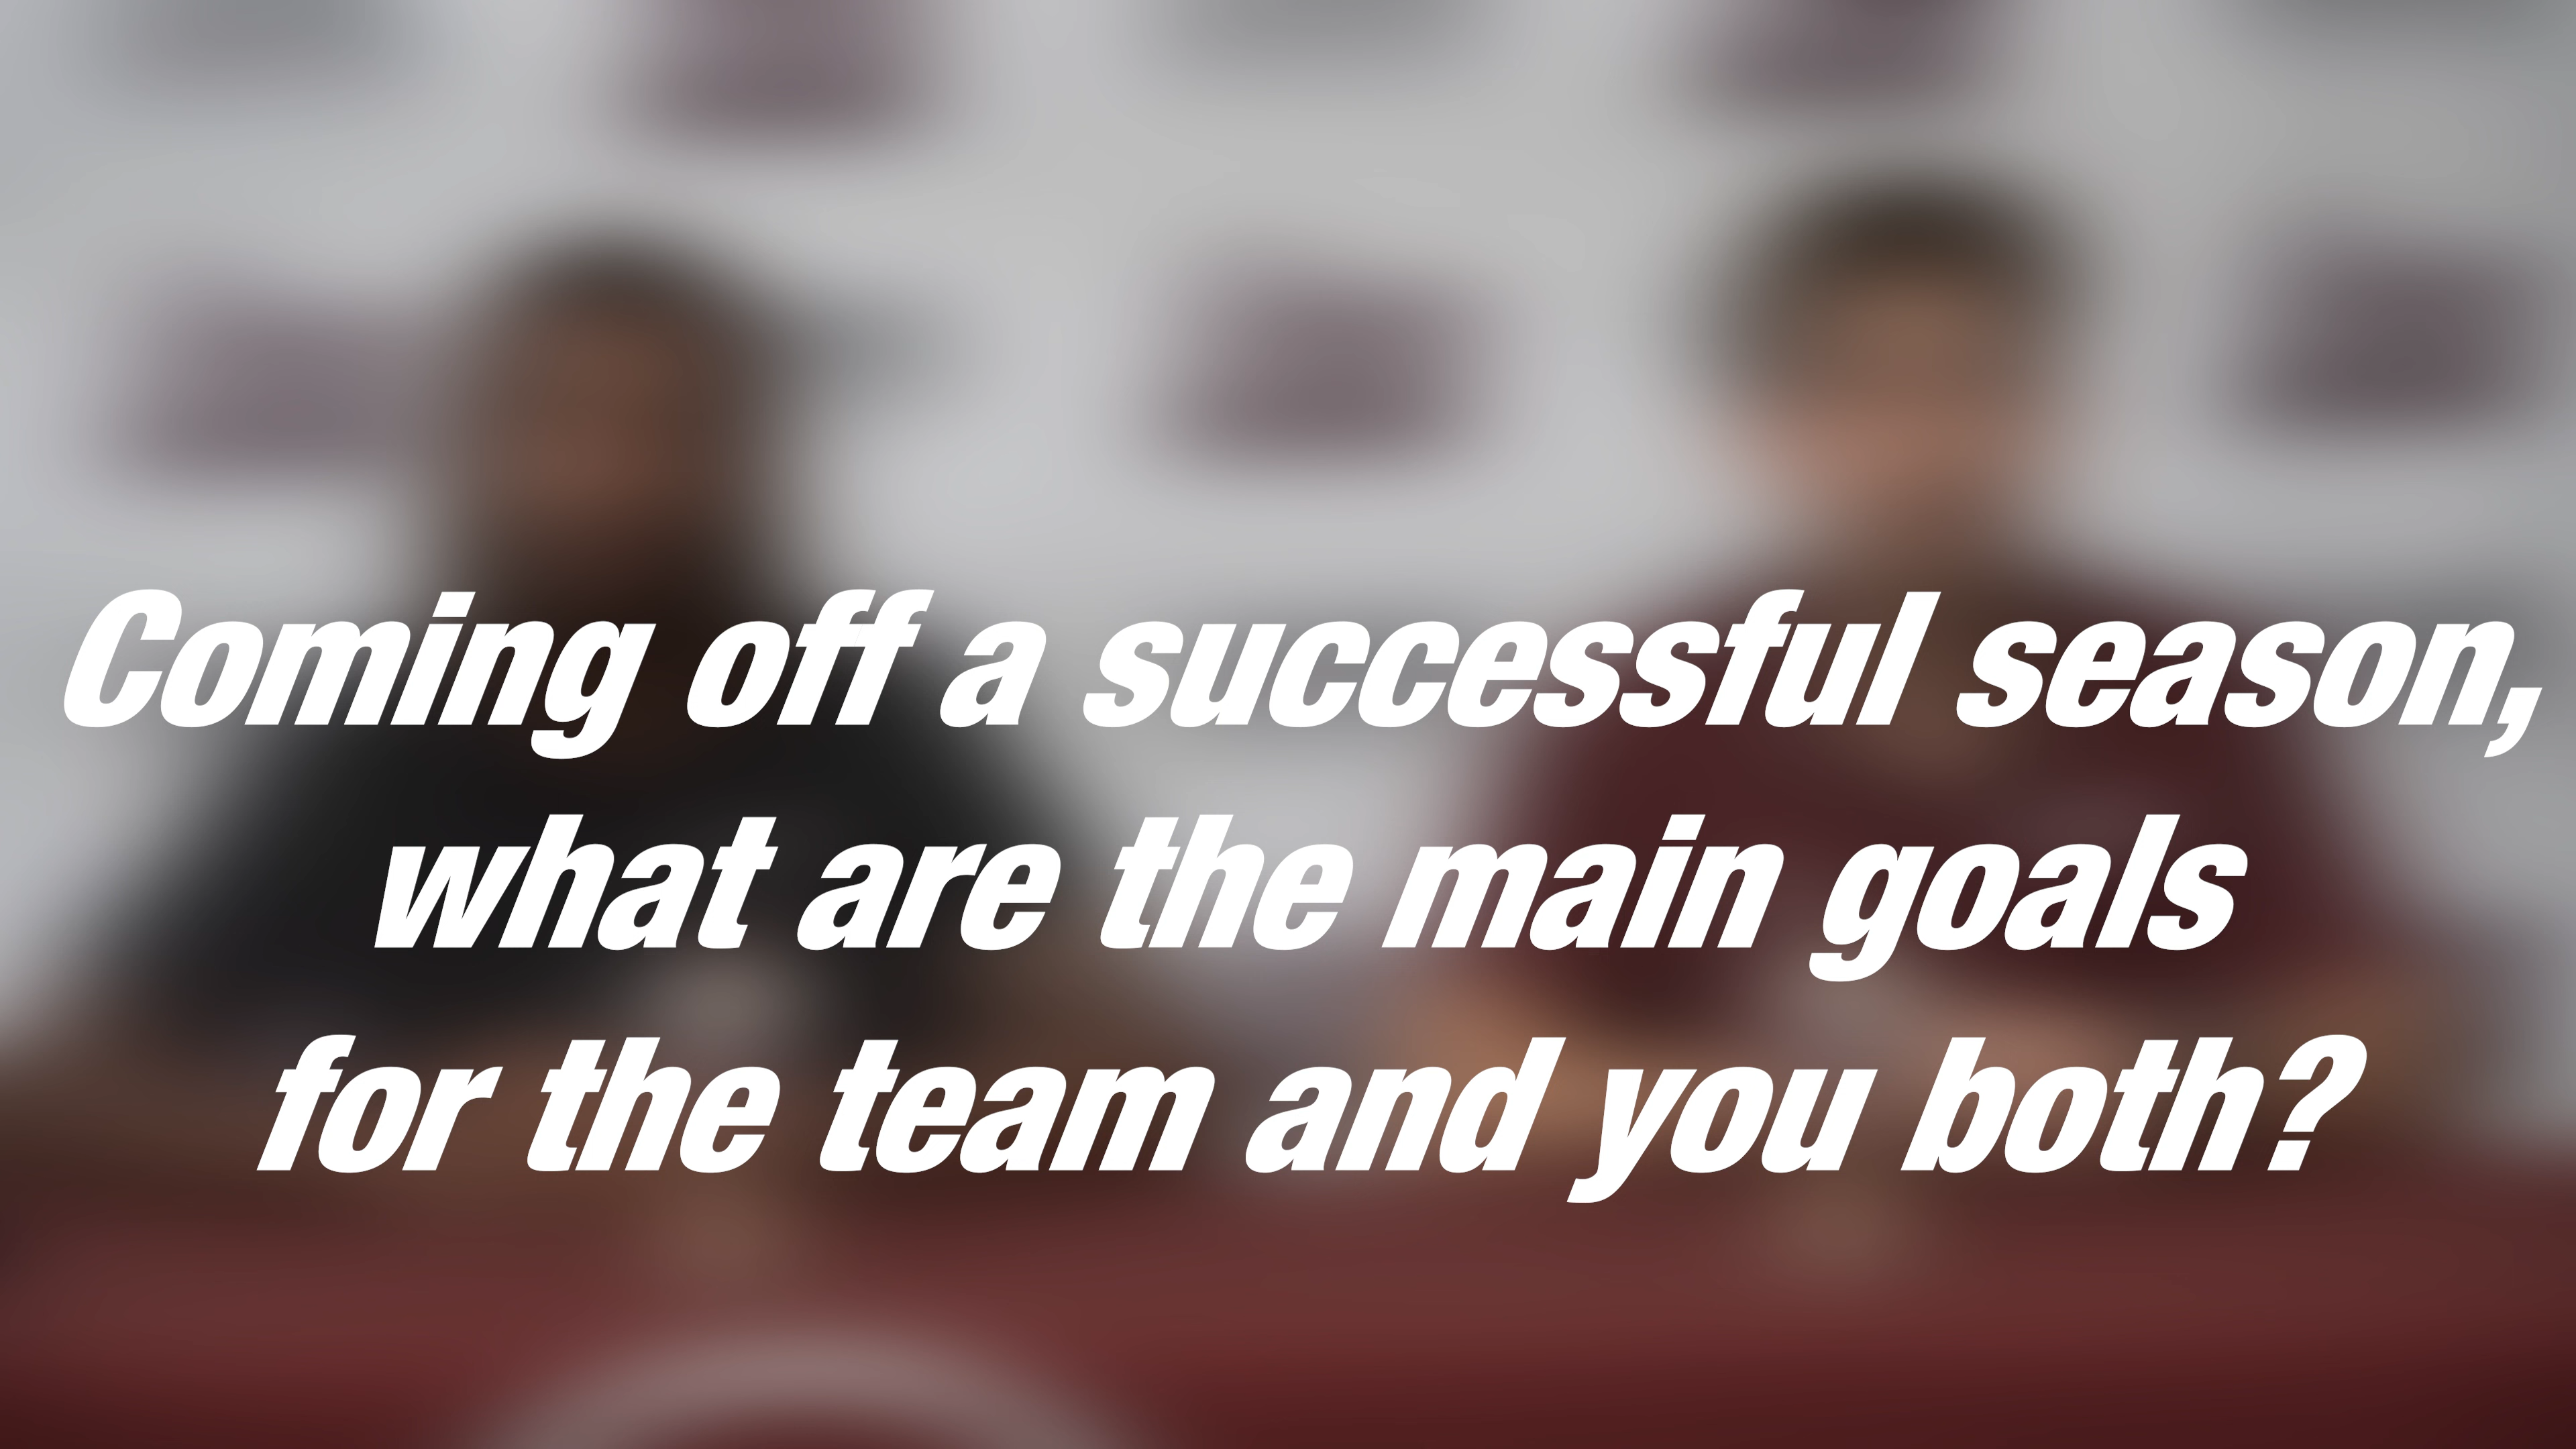 Coming off a successful season,
what are the main goals
for the team and you both?